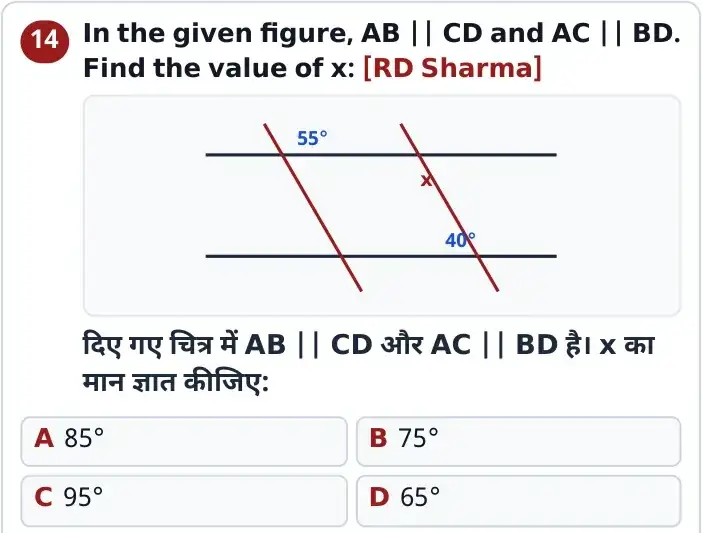 14 In the given figure, AB || CD and AC || BD.
Find the value of x: [RD Sharma]
55°
x
40°
दिए गए चित्र में AB || CD और AC || BD है। x का
मान ज्ञात कीजिए:
A 85° B 75°
C 95° D 65°